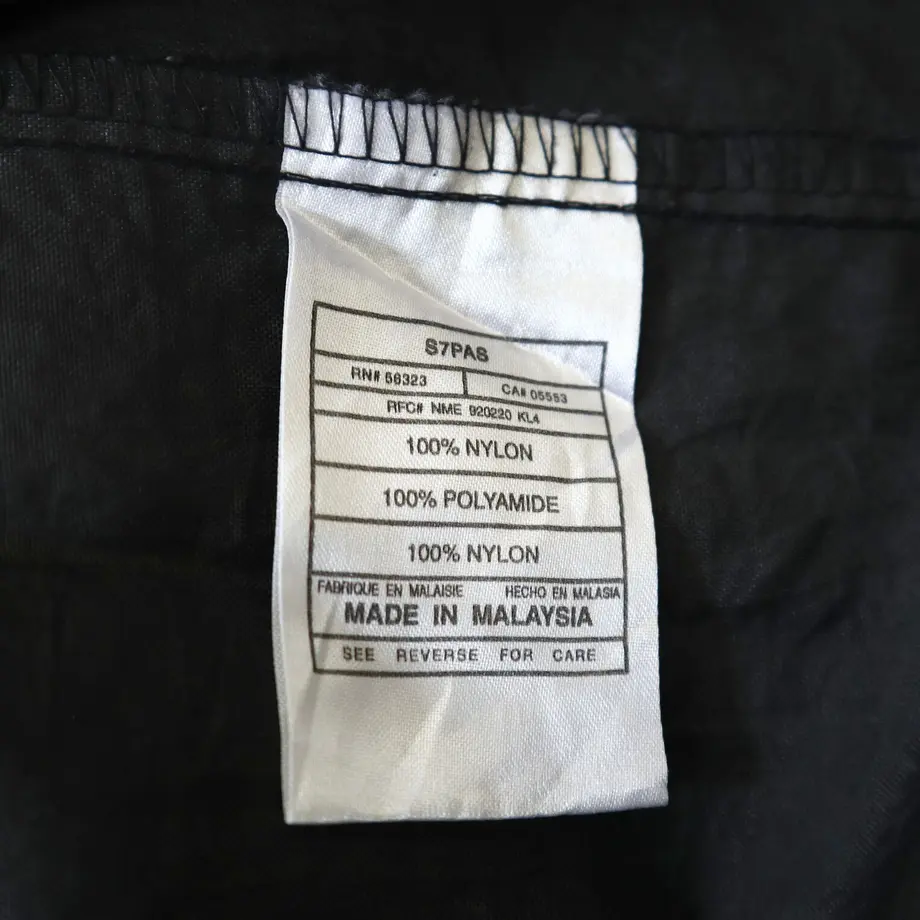 S7PAS
RN# 56323 CA# 05553
RFC# NME 920220 KL4
100% NYLON
100% POLYAMIDE
100% NYLON
FABRIQUE EN MALAISIE HECHO EN MALASIA
MADE IN MALAYSIA
SEE REVERSE FOR CARE